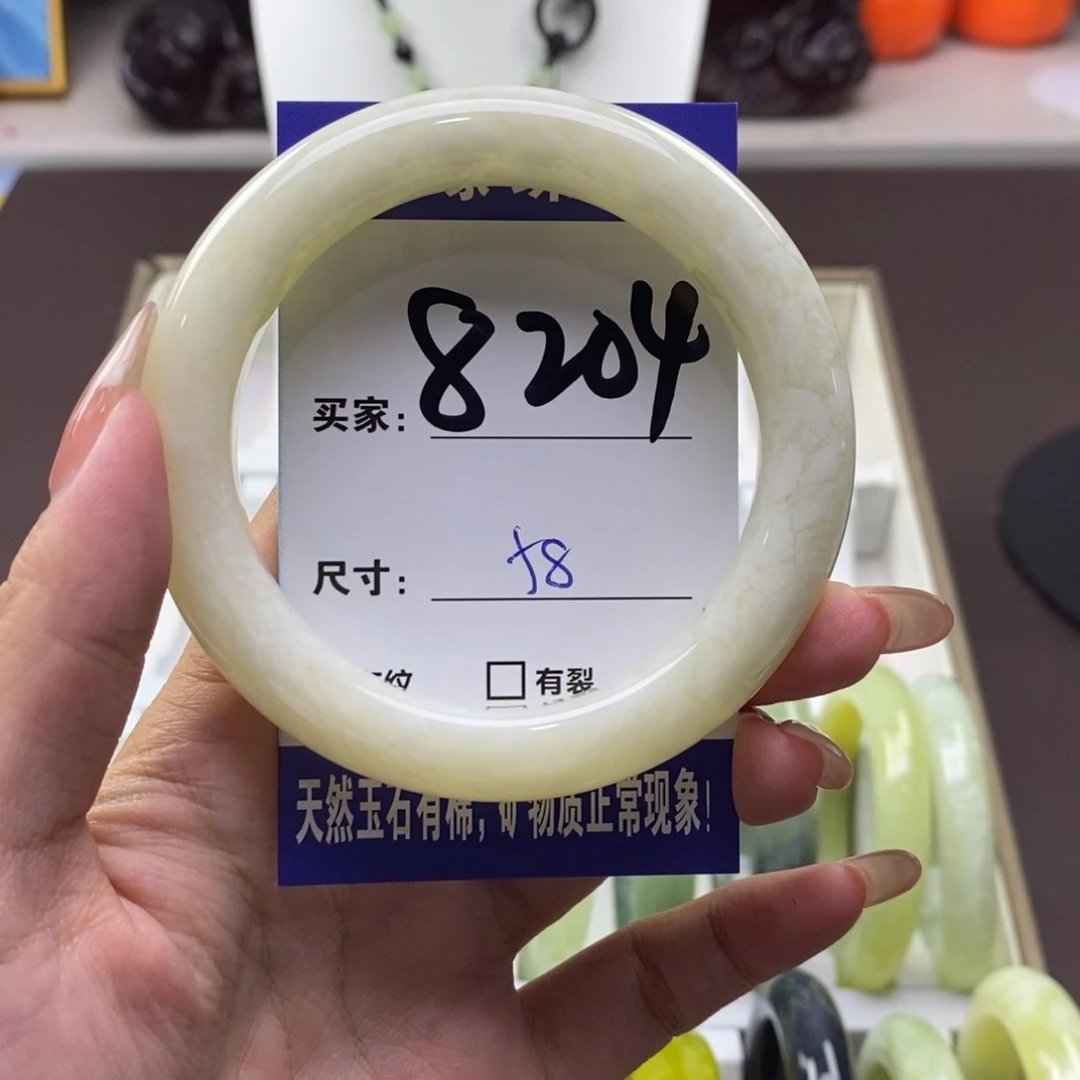 买家: 8204
尺寸: 58
纹 □有裂
天然玉石有棉, 矿物质正常现象!